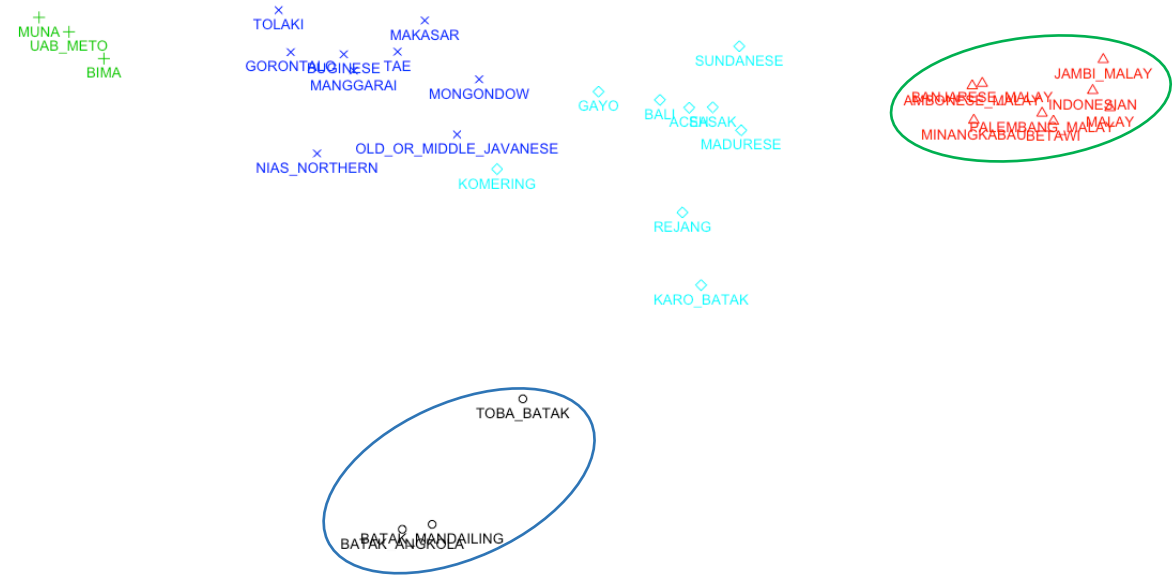 TOLAKI
MUNA
MAKASAR
UAB_METO
SUNDANESE
GORONTALO
BUGINESE
TAE
BIMA
JAMBI_MALAY
MANGGARAI
MONGONDOW
BANJARESE_MALAY
AMBONESE_MALAY
GAYO
INDONESIAN
BALI
ACEH
SASAK
MALAY
PALEMBANG_MALAY
MINANGKABAU
BETAWI
MADURESE
OLD_OR_MIDDLE_JAVANESE
NIAS_NORTHERN
KOMERING
REJANG
KARO_BATAK
TOBA_BATAK
BATAK_MANDAILING
BATAK_ANGKOLA